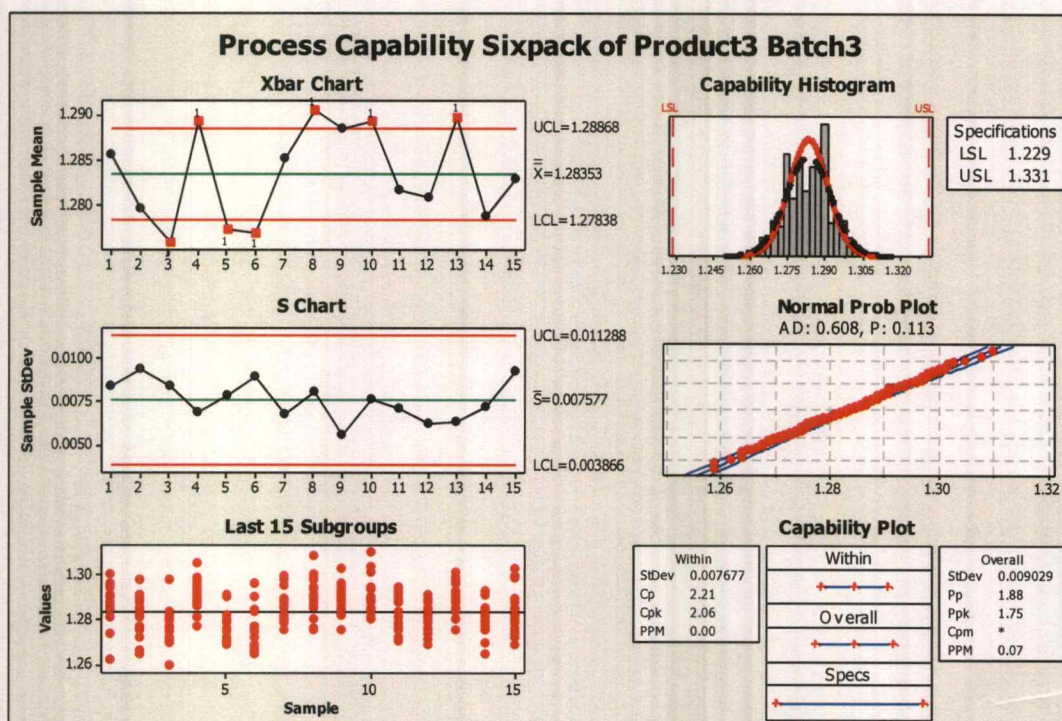 Process Capability Sixpack of Product3 Batch3
Xbar Chart
Sample Mean
1.290
1.285
1.280
1 1 1 1 1 1
UCL=1.28868
X=1.28353
LCL=1.27838
1 2 3 4 5 6 7 8 9 10 11 12 13 14 15
S Chart
Sample StDev
0.0100
0.0075
0.0050
UCL=0.011288
S=0.007577
LCL=0.003866
1 2 3 4 5 6 7 8 9 10 11 12 13 14 15
Last 15 Subgroups
Values
1.30
1.28
1.26
5 10 15
Sample
Capability Histogram
LSL USL
1.230 1.245 1.260 1.275 1.290 1.305 1.320
Specifications
LSL 1.229
USL 1.331
Normal Prob Plot
AD: 0.608, P: 0.113
1.26 1.28 1.30 1.32
Capability Plot
Within
StDev 0.007677
Cp 2.21
Cpk 2.06
PPM 0.00
Within
Overall
Specs
Overall
StDev 0.009029
Pp 1.88
Ppk 1.75
Cpm *
PPM 0.07